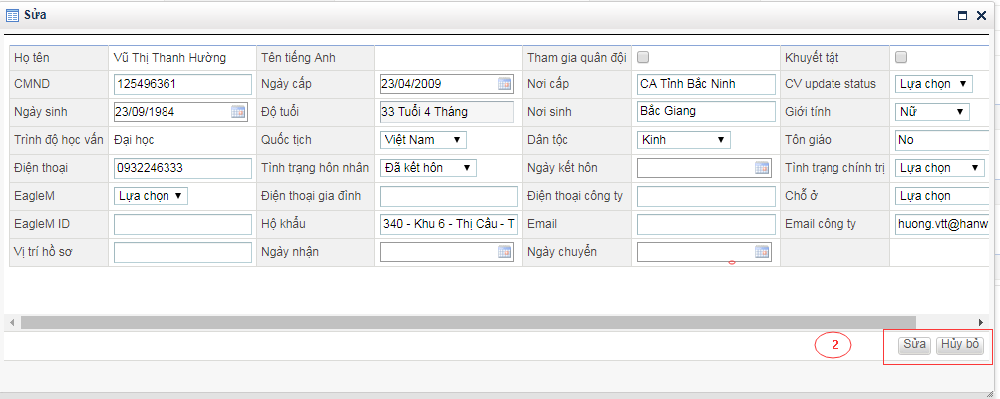 Sửa
Họ tên Vũ Thị Thanh Hường Tên tiếng Anh Tham gia quân đội Khuyết tật
CMND 125496361 Ngày cấp 23/04/2009 Nơi cấp CA Tỉnh Bắc Ninh CV update status Lựa chọn
Ngày sinh 23/09/1984 Độ tuổi 33 Tuổi 4 Tháng Nơi sinh Bắc Giang Giới tính Nữ
Trình độ học vấn Đại học Quốc tịch Việt Nam Dân tộc Kinh Tôn giáo No
Điện thoại 0932246333 Tình trạng hôn nhân Đã kết hôn Ngày kết hôn Tình trạng chính trị Lựa chọn
EagleM Lựa chọn Điện thoại gia đình Điện thoại công ty Chỗ ở Lựa chọn
EagleM ID Hộ khẩu 340 - Khu 6 - Thị Cầu - T Email Email công ty huong.vtt@hanw
Vị trí hồ sơ Ngày nhận Ngày chuyển
2 Sửa Hủy bỏ